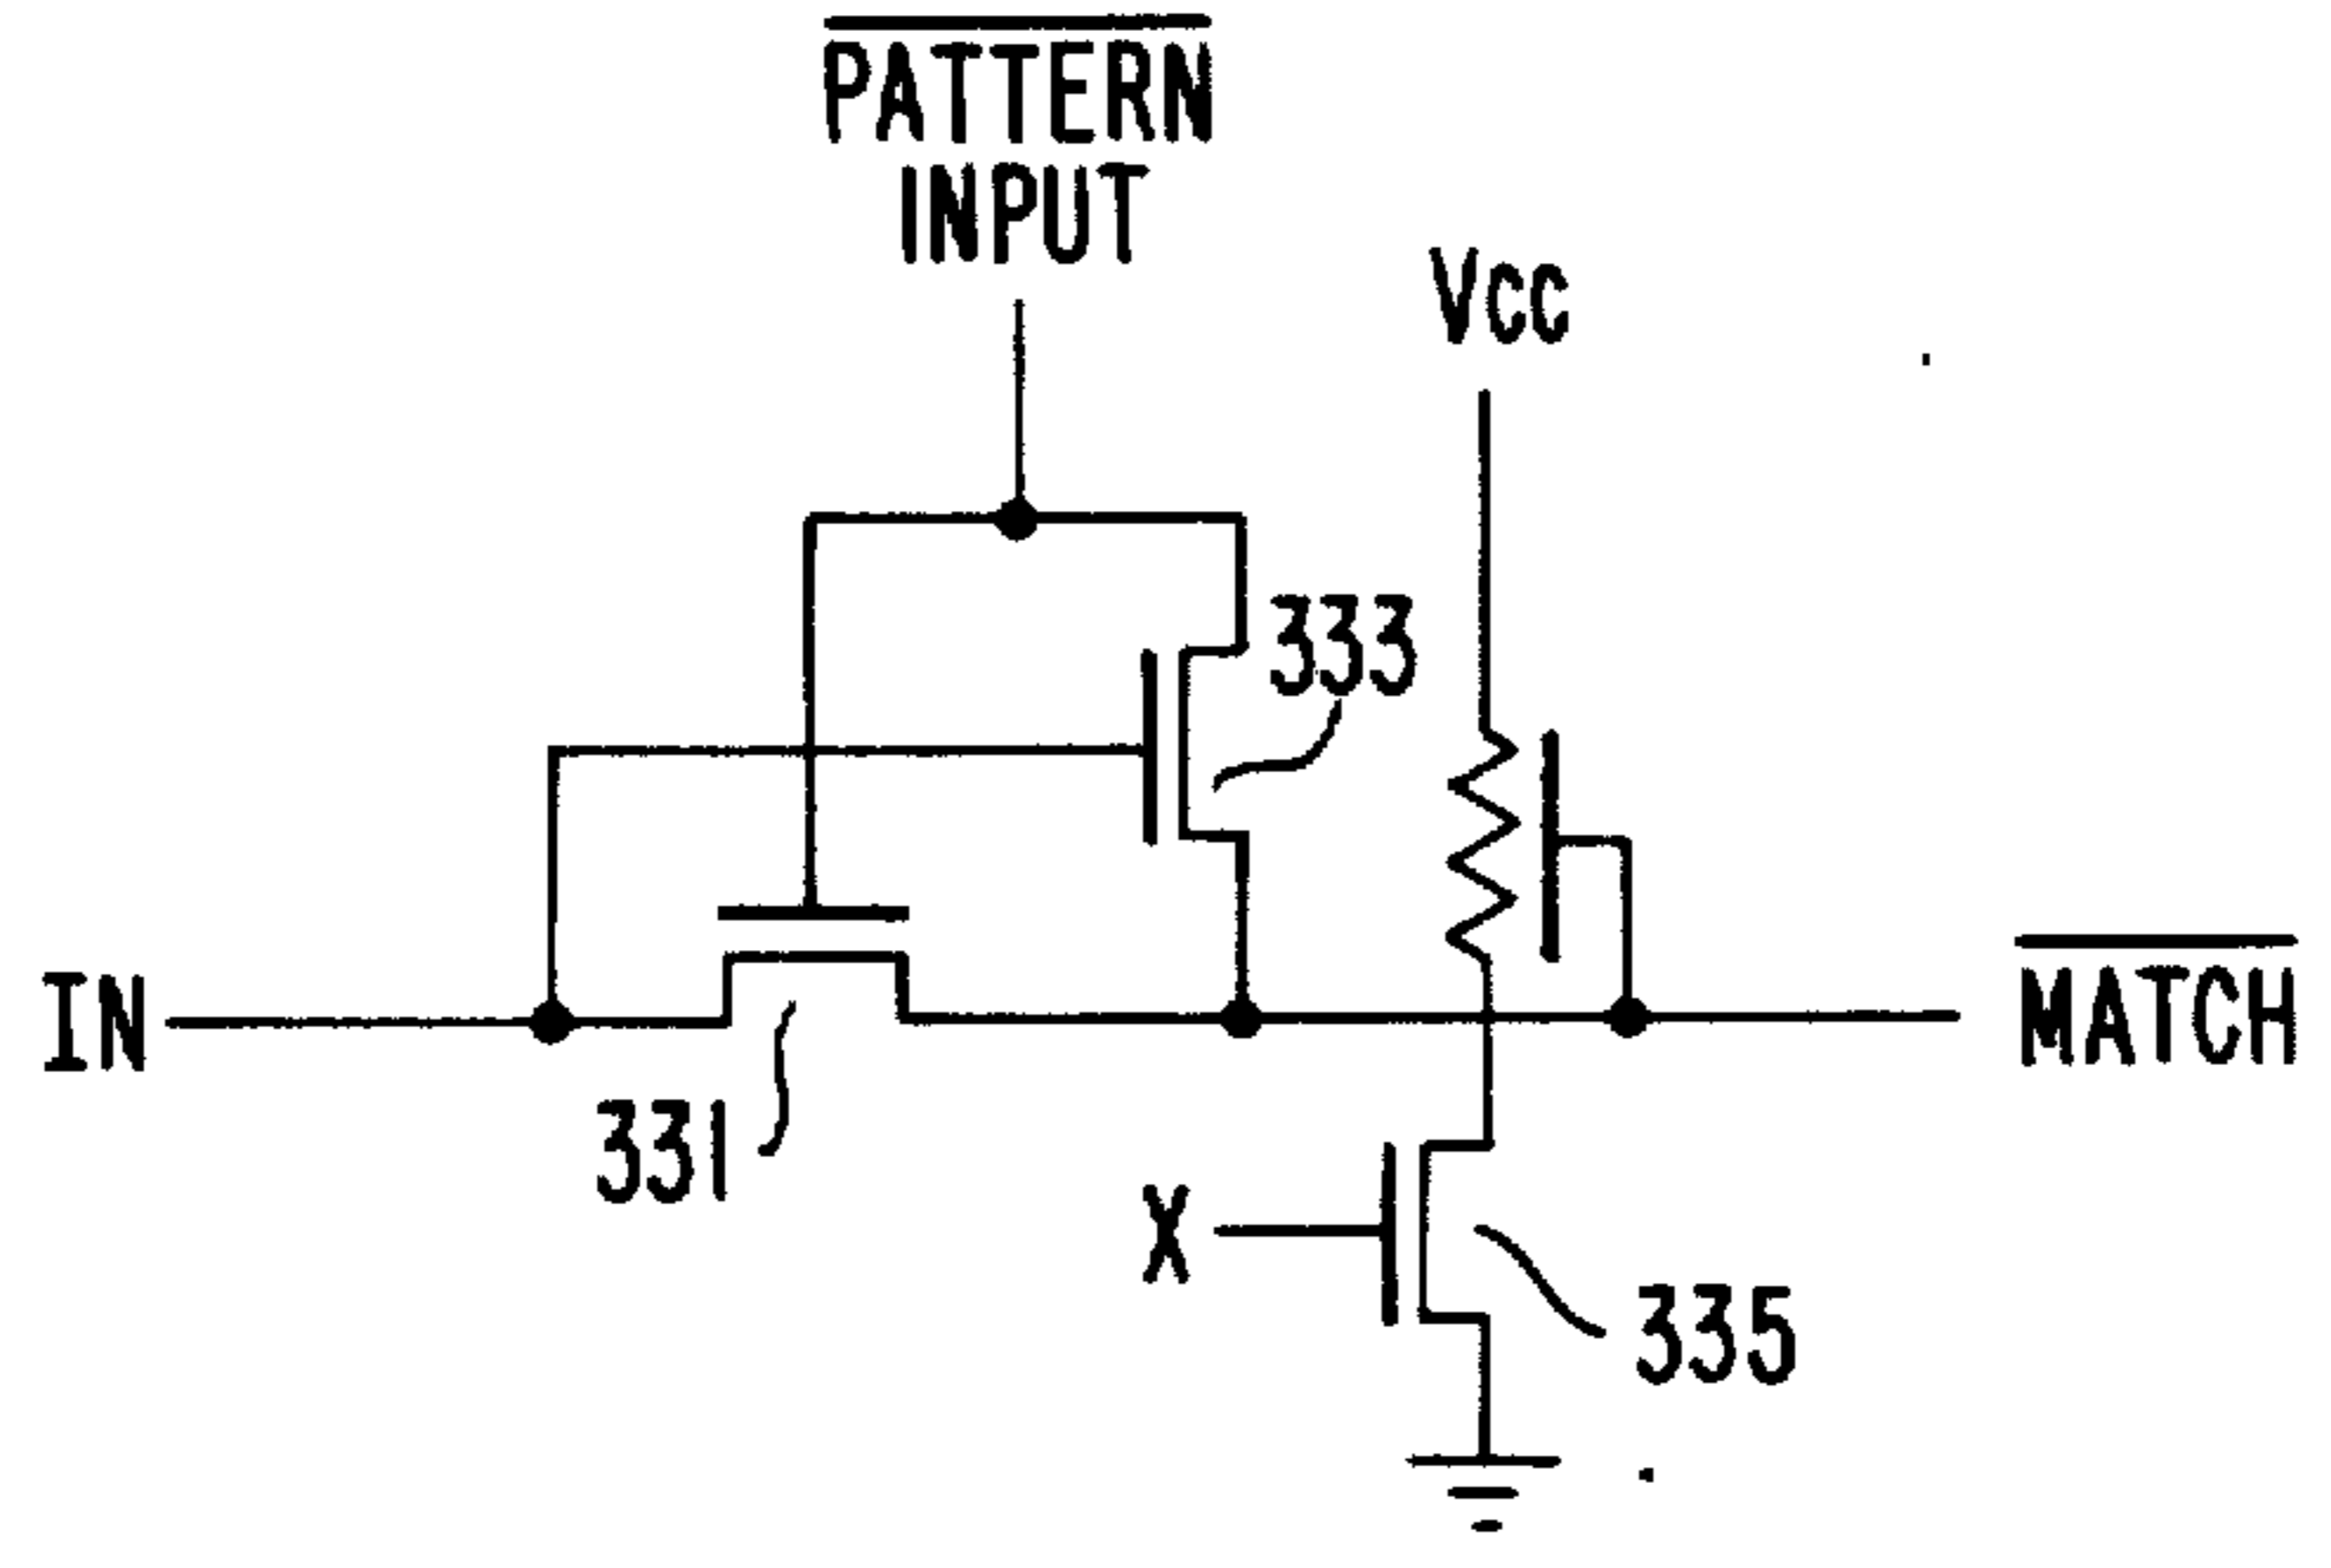 PATTERN
INPUT
Vcc
333
IN
MATCH
331
X
335